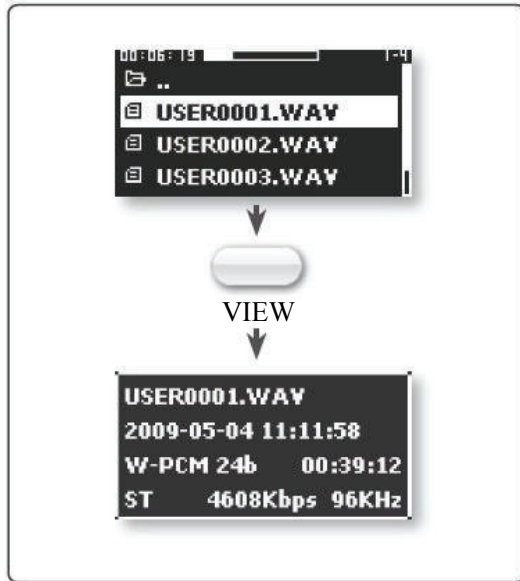 00:06:19 1-4
..
USER0001.WAV
USER0002.WAV
USER0003.WAV
VIEW
USER0001.WAV
2009-05-04 11:11:58
W-PCM 24b 00:39:12
ST 4608Kbps 96KHz